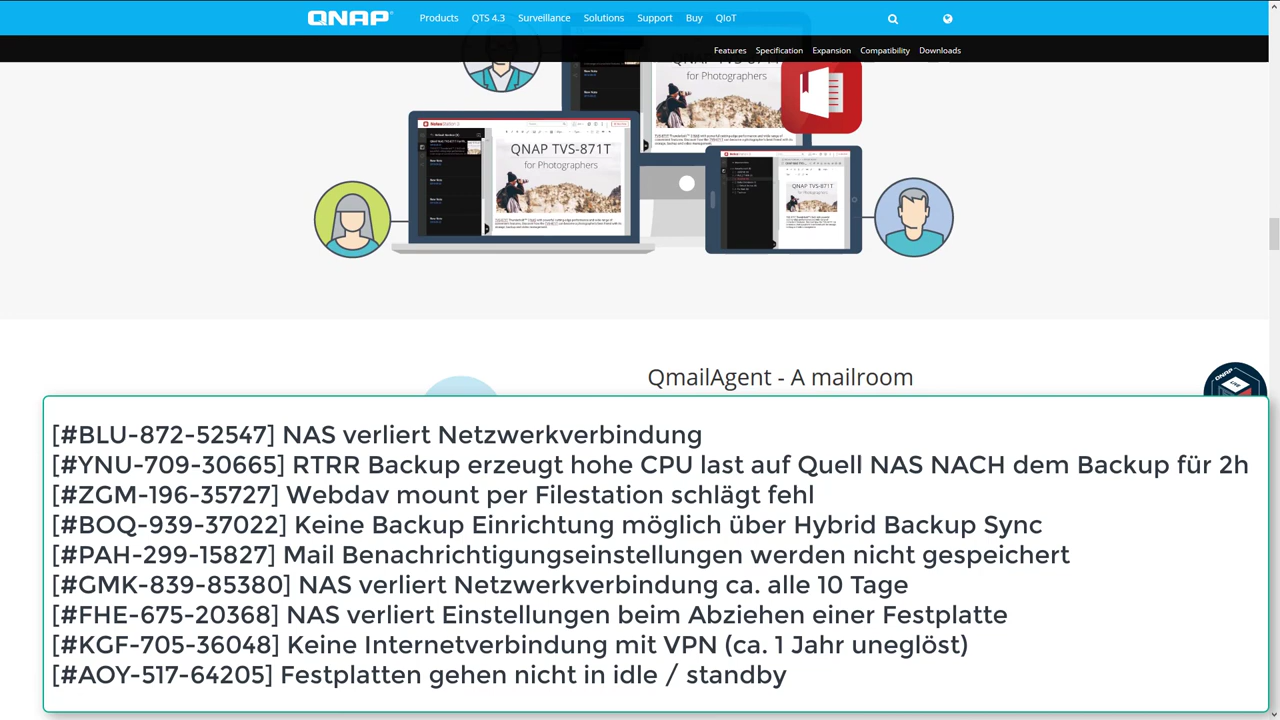 QNAP
Products QTS 4.3 Surveillance Solutions Support Buy QIoT
Features Specification Expansion Compatibility Downloads
QNAP TVS-871T
for Photographers
for Photographers
QNAP TVS-871T
QmailAgent - A mailroom
[#BLU-872-52547] NAS verliert Netzwerkverbindung
[#YNU-709-30665] RTRR Backup erzeugt hohe CPU last auf Quell NAS NACH dem Backup für 2h
[#ZGM-196-35727] Webdav mount per Filestation schlägt fehl
[#BOQ-939-37022] Keine Backup Einrichtung möglich über Hybrid Backup Sync
[#PAH-299-15827] Mail Benachrichtigungseinstellungen werden nicht gespeichert
[#GMK-839-85380] NAS verliert Netzwerkverbindung ca. alle 10 Tage
[#FHE-675-20368] NAS verliert Einstellungen beim Abziehen einer Festplatte
[#KGF-705-36048] Keine Internetverbindung mit VPN (ca. 1 Jahr uneglöst)
[#AOY-517-64205] Festplatten gehen nicht in idle / standby